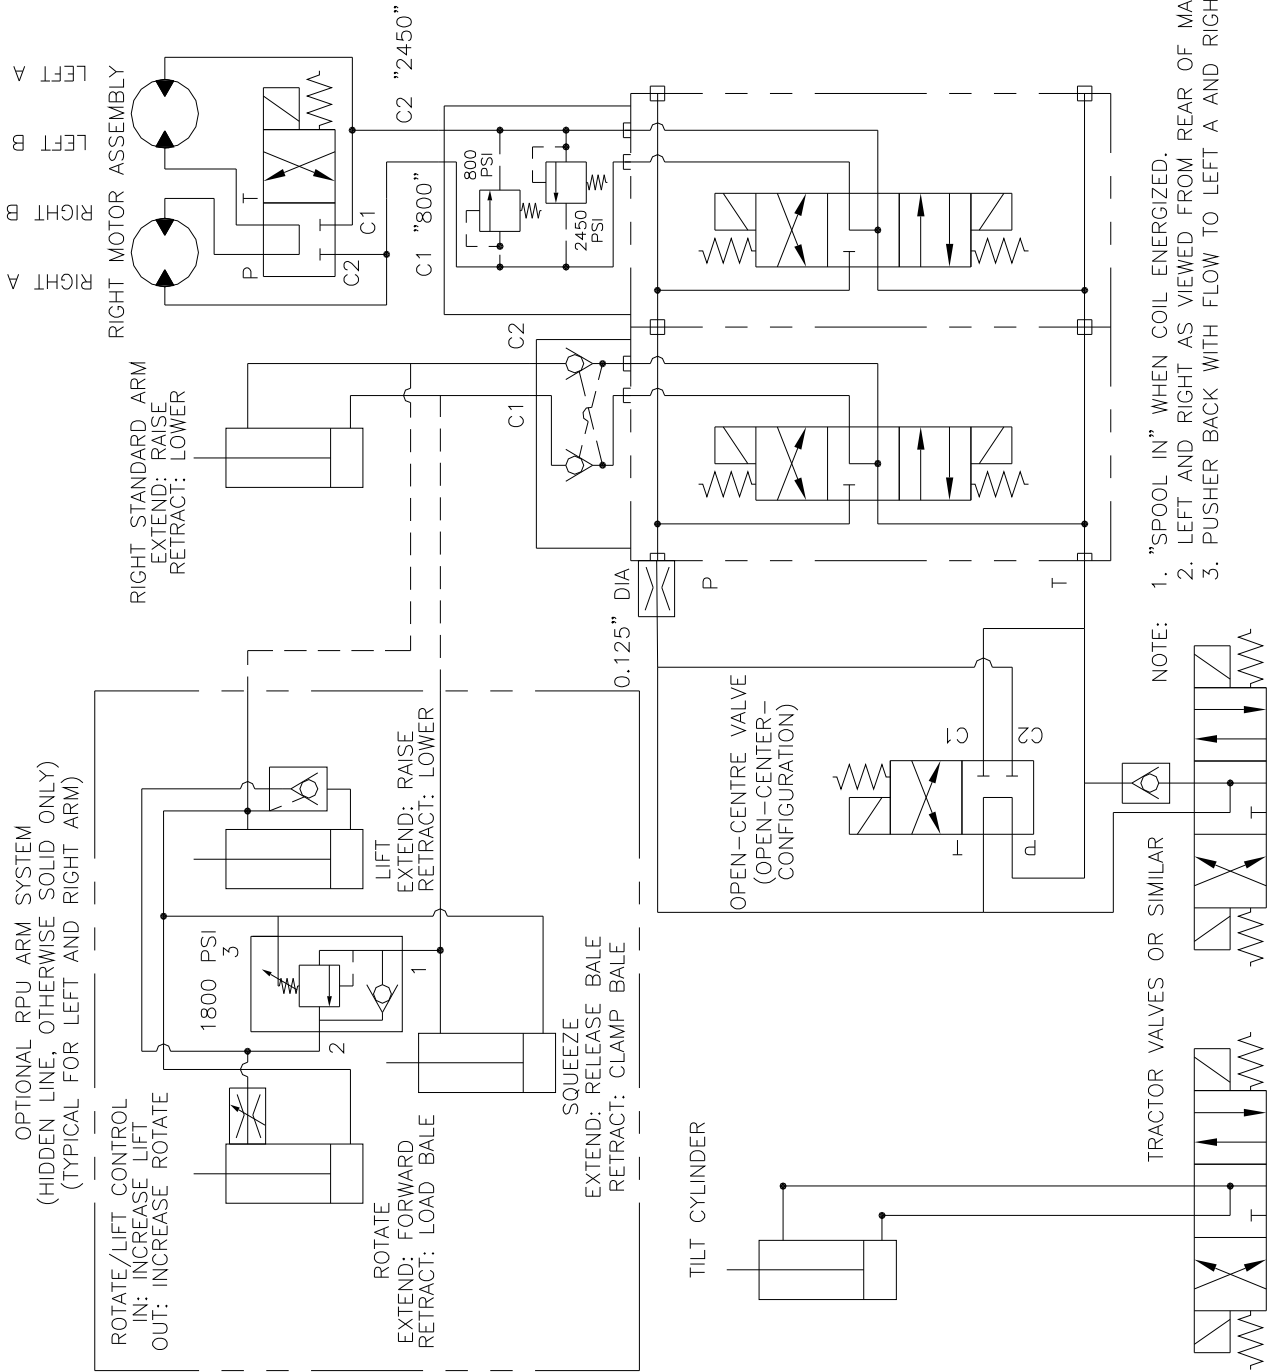 OPTIONAL RPU ARM SYSTEM
(HIDDEN LINE, OTHERWISE SOLID ONLY)
(TYPICAL FOR LEFT AND RIGHT ARM)
ROTATE/LIFT CONTROL
IN: INCREASE LIFT
OUT: INCREASE ROTATE
1800 PSI
3
2
1
LIFT
EXTEND: RAISE
RETRACT: LOWER
ROTATE
EXTEND: FORWARD
RETRACT: LOAD BALE
SQUEEZE
EXTEND: RELEASE BALE
RETRACT: CLAMP BALE
RIGHT STANDARD ARM
EXTEND: RAISE
RETRACT: LOWER
RIGHT A
RIGHT B
LEFT B
LEFT A
RIGHT MOTOR ASSEMBLY
P
T
C2
C1
C1 "800"
C2 "2450"
800
PSI
2450
PSI
C1
C2
0.125" DIA
P
T
OPEN-CENTRE VALVE
(OPEN-CENTER-
CONFIGURATION)
T
P
C1
C2
TILT CYLINDER
TRACTOR VALVES OR SIMILAR
NOTE:
1. "SPOOL IN" WHEN COIL ENERGIZED.
2. LEFT AND RIGHT AS VIEWED FROM REAR OF MA
3. PUSHER BACK WITH FLOW TO LEFT A AND RIGH